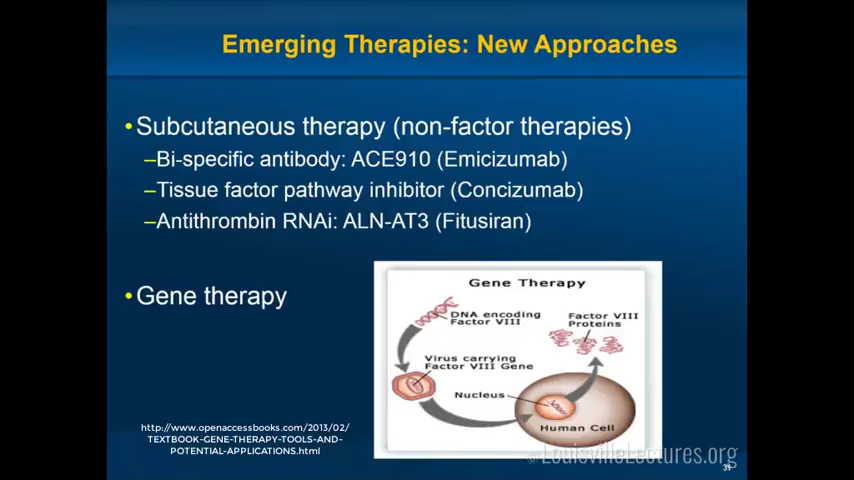 Emerging Therapies: New Approaches
•Subcutaneous therapy (non-factor therapies)
–Bi-specific antibody: ACE910 (Emicizumab)
–Tissue factor pathway inhibitor (Concizumab)
–Antithrombin RNAi: ALN-AT3 (Fitusiran)
•Gene therapy
Gene Therapy
DNA encoding
Factor VIII
Factor VIII
Proteins
Virus carrying
Factor VIII Gene
Nucleus
Human Cell
http://www.openaccessbooks.com/2013/02/
TEXTBOOK-GENE-THERAPY-TOOLS-AND-
POTENTIAL-APPLICATIONS.html
© LouisvilleLectures.org